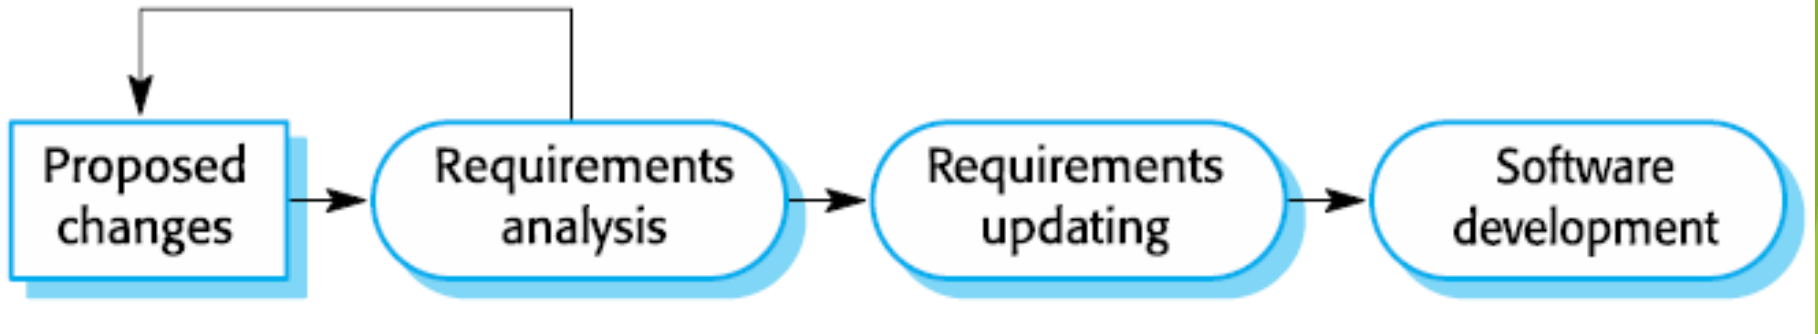 Proposed
changes
Requirements
analysis
Requirements
updating
Software
development